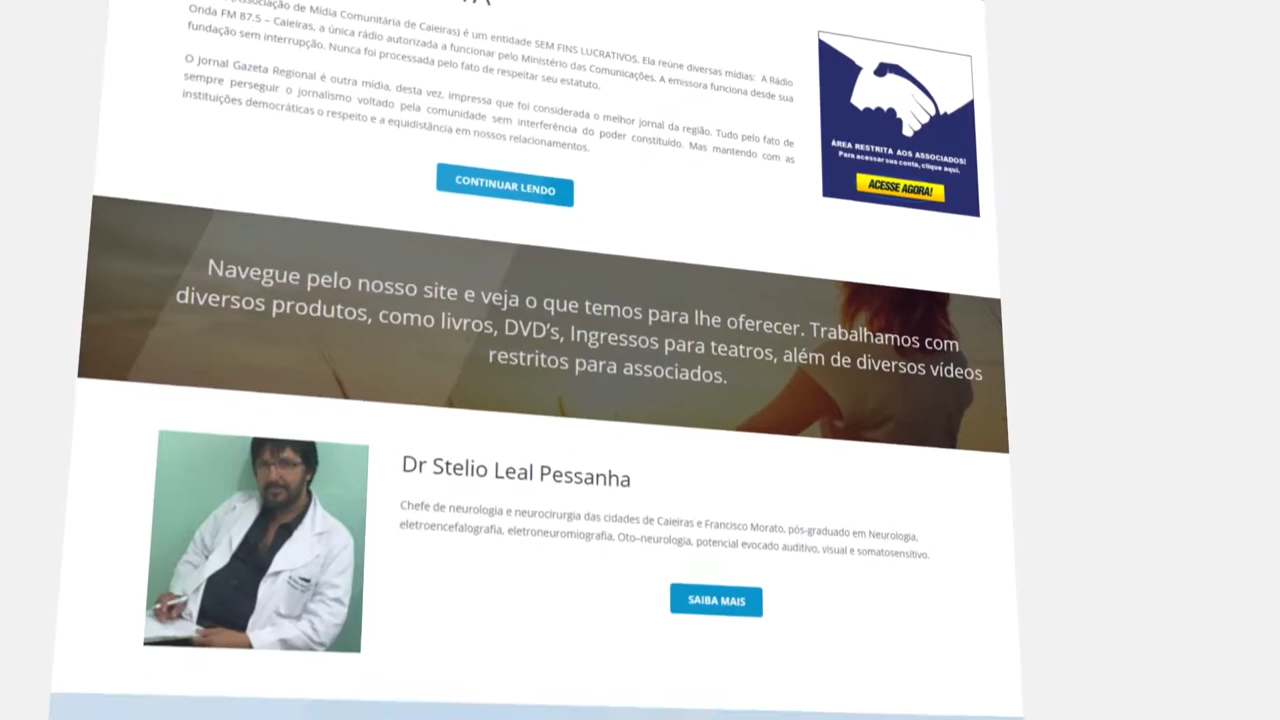 de Mídia Comunitária de Caieiras) é um entidade SEM FINS LUCRATIVOS. Ela reúne diversas mídias: A Rádio
Onda FM 87.5 – Caieiras, a única rádio autorizada a funcionar pelo Ministério das Comunicações. A emissora funciona desde sua
fundação sem interrupção. Nunca foi processada pelo fato de respeitar seu estatuto.
O Jornal Gazeta Regional é outra mídia, desta vez, impressa que foi considerada o melhor jornal da região. Tudo pelo fato de
sempre perseguir o jornalismo voltado pela comunidade sem interferência do poder constituído. Mas mantendo com as
instituições democráticas o respeito e a equidistância em nossos relacionamentos.
CONTINUAR LENDO
ÁREA RESTRITA AOS ASSOCIADOS!
Para acessar sua conta, clique aqui.
ACESSE AGORA!
Navegue pelo nosso site e veja o que temos para lhe oferecer. Trabalhamos com
diversos produtos, como livros, DVD's, Ingressos para teatros, além de diversos vídeos
restritos para associados.
Dr Stelio Leal Pessanha
Chefe de neurologia e neurocirurgia das cidades de Caieiras e Francisco Morato, pós-graduado em Neurologia,
eletroencefalografia, eletroneuromiografia, Oto-neurologia, potencial evocado auditivo, visual e somatosensitivo.
SAIBA MAIS